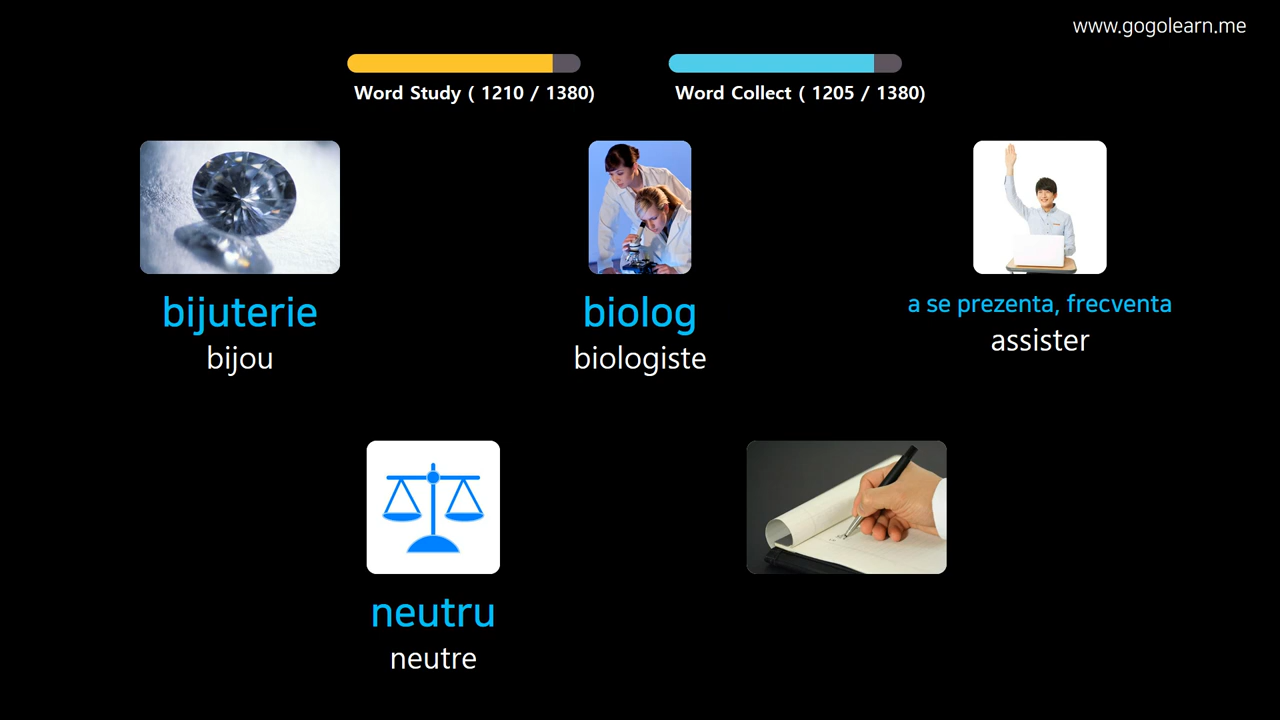 www.gogolearn.me
Word Study ( 1210 / 1380)
Word Collect ( 1205 / 1380)
bijuterie
bijou
biolog
biologiste
a se prezenta, frecventa
assister
neutru
neutre